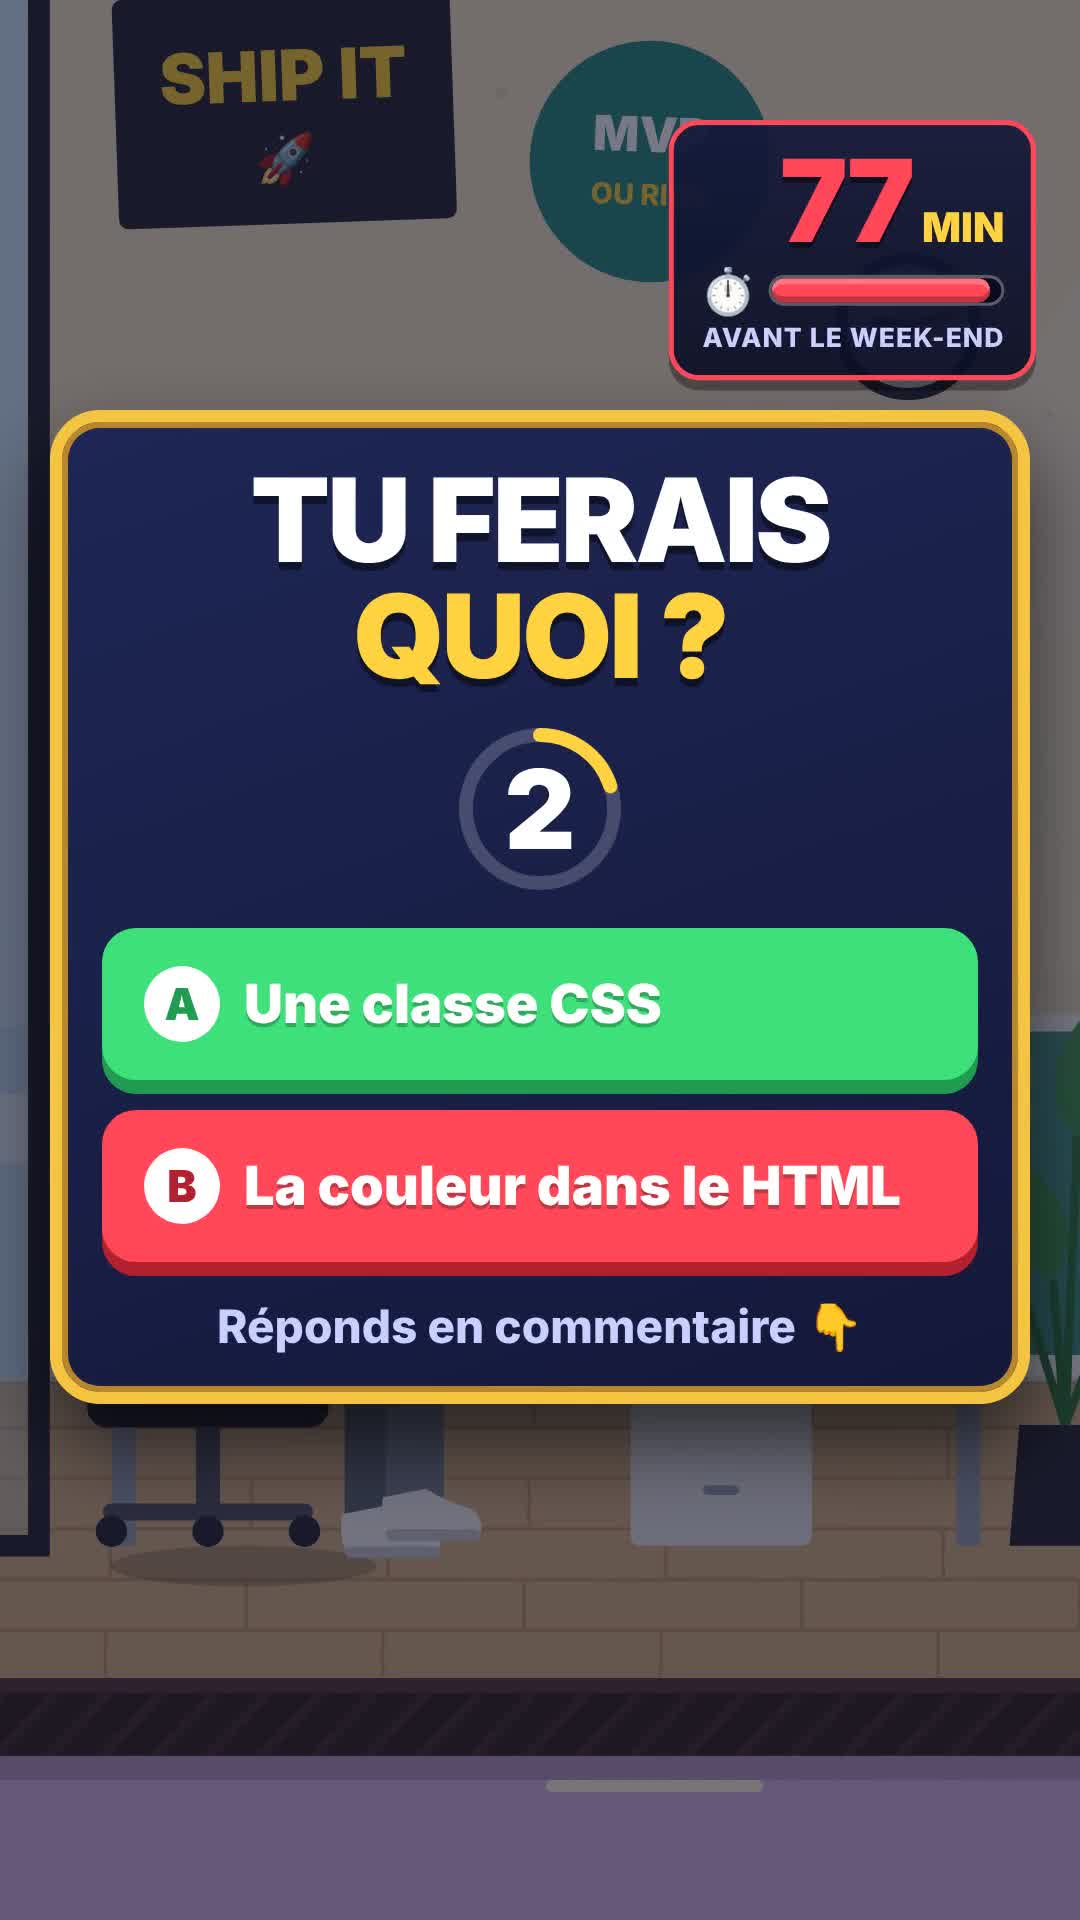 SHIP IT
MV
OU RI
77 MIN
AVANT LE WEEK-END
TU FERAIS
QUOI ?
2
A Une classe CSS
B La couleur dans le HTML
Réponds en commentaire 👇